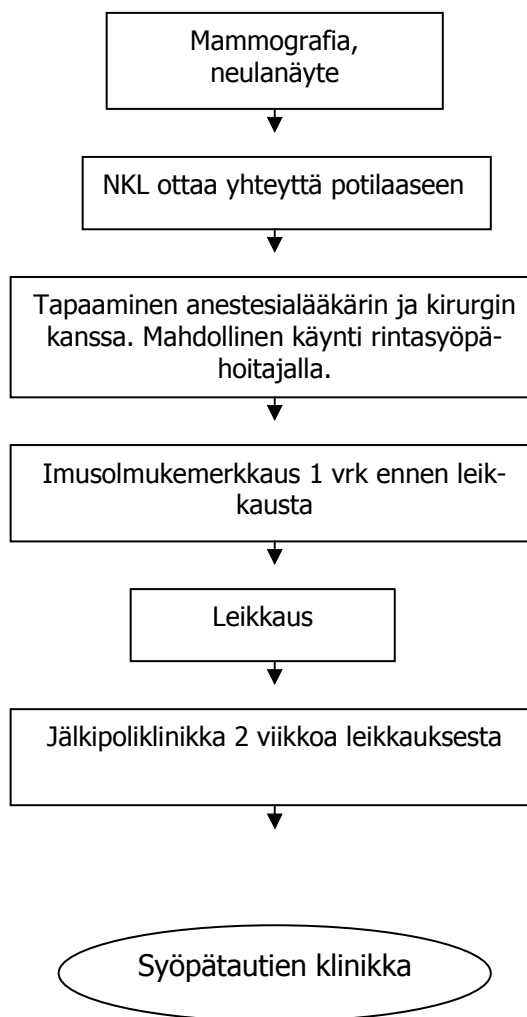 Mammografia,
neulanäyte
NKL ottaa yhteyttä potilaaseen
Tapaaminen anestesialääkärin ja kirurgin
kanssa. Mahdollinen käynti rintasyöpä-
hoitajalla.
Imusolmukemerkkaus 1 vrk ennen leik-
kausta
Leikkaus
Jälkipoliklinikka 2 viikkoa leikkauksesta
Syöpätautien klinikka